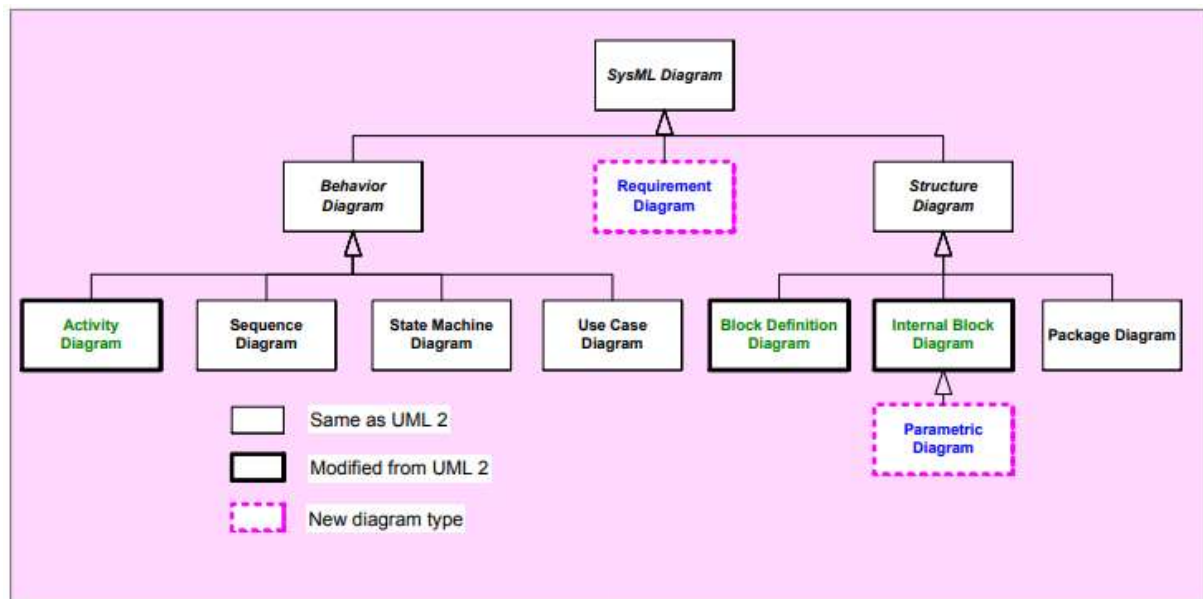 SysML Diagram
Behavior
Diagram
Requirement
Diagram
Structure
Diagram
Activity
Diagram
Sequence
Diagram
State Machine
Diagram
Use Case
Diagram
Block Definition
Diagram
Internal Block
Diagram
Package Diagram
Parametric
Diagram
Same as UML 2
Modified from UML 2
New diagram type